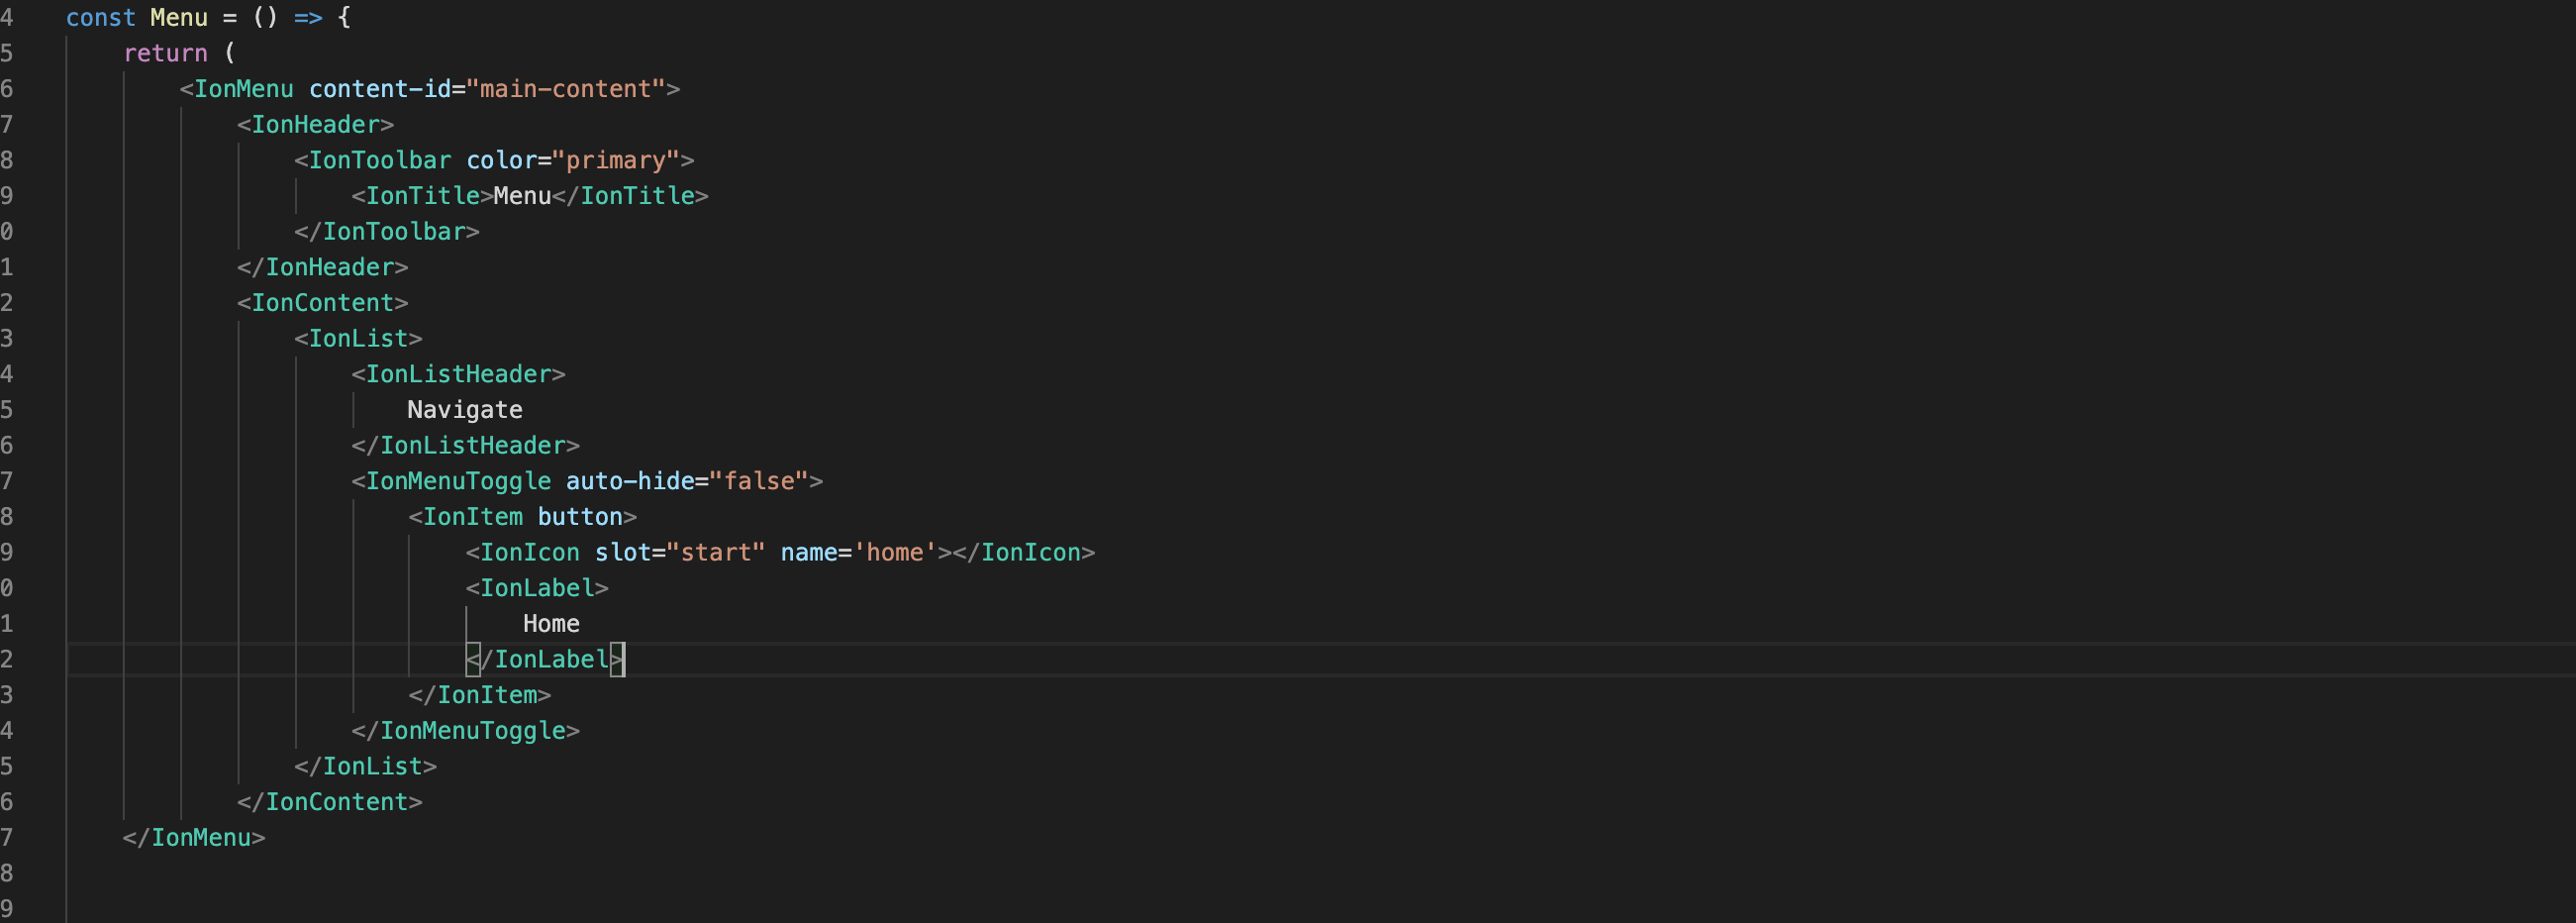 4 const Menu = () => {
5 return (
6 <IonMenu content-id="main-content">
7 <IonHeader>
8 <IonToolbar color="primary">
9 <IonTitle>Menu</IonTitle>
0 </IonToolbar>
1 </IonHeader>
2 <IonContent>
3 <IonList>
4 <IonListHeader>
5 Navigate
6 </IonListHeader>
7 <IonMenuToggle auto-hide="false">
8 <IonItem button>
9 <IonIcon slot="start" name='home'></IonIcon>
0 <IonLabel>
1 Home
2 </IonLabel>
3 </IonItem>
4 </IonMenuToggle>
5 </IonList>
6 </IonContent>
7 </IonMenu>
8
9